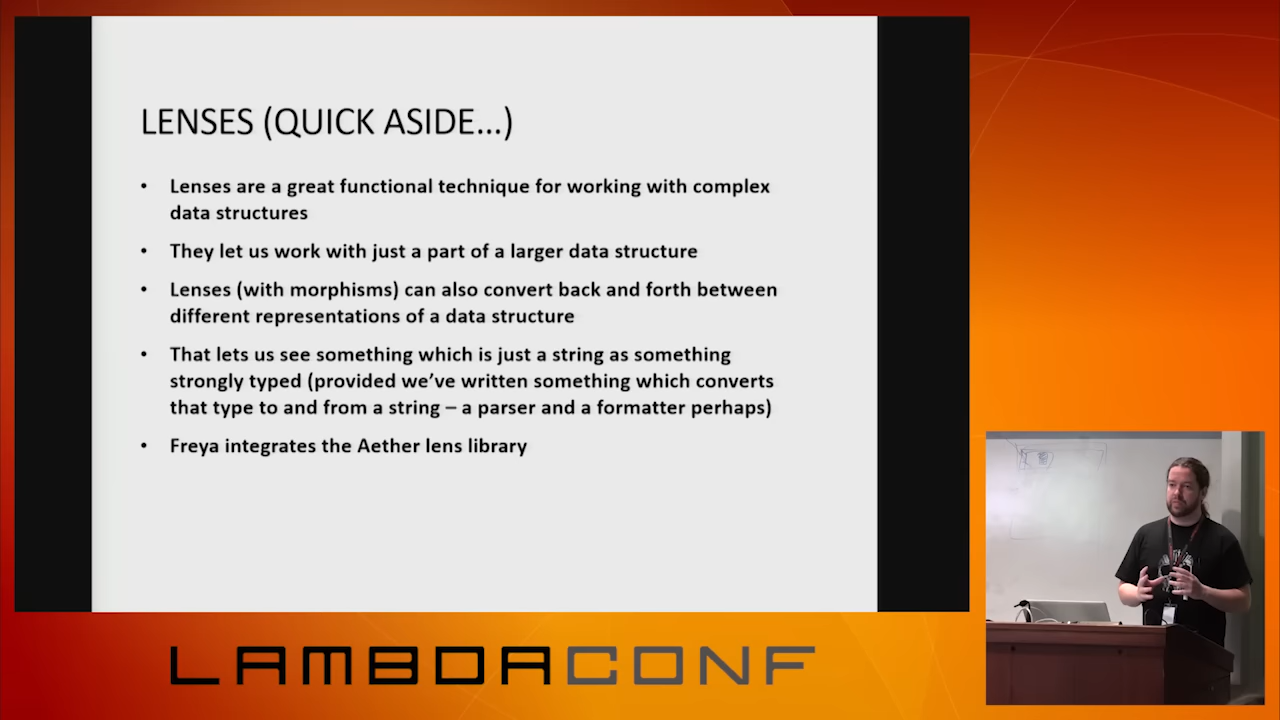 LENSES (QUICK ASIDE...)
• Lenses are a great functional technique for working with complex
data structures
• They let us work with just a part of a larger data structure
• Lenses (with morphisms) can also convert back and forth between
different representations of a data structure
• That lets us see something which is just a string as something
strongly typed (provided we've written something which converts
that type to and from a string – a parser and a formatter perhaps)
• Freya integrates the Aether lens library
LAMBDACONF